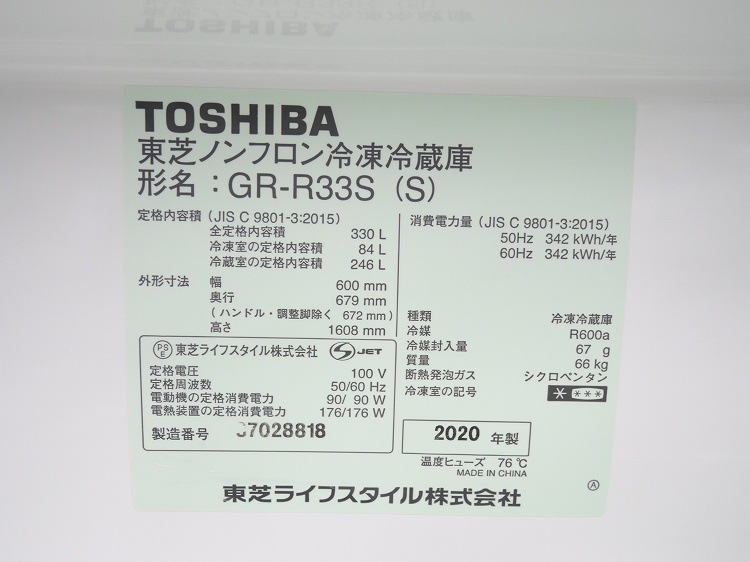 TOSHIBA
東芝ノンフロン冷凍冷蔵庫
形名：GR-R33S (S)
定格内容積 (JIS C 9801-3:2015)
全定格内容積 330 L
冷凍室の定格内容積 84 L
冷蔵室の定格内容積 246 L
外形寸法 幅 600 mm
奥行 679 mm
(ハンドル・調整脚除く 672 mm)
高さ 1608 mm
消費電力量 (JIS C 9801-3:2015)
50Hz 342 kWh/年
60Hz 342 kWh/年
種類 冷凍冷蔵庫
冷媒 R600a
冷媒封入量 67 g
質量 66 kg
断熱発泡ガス シクロペンタン
冷凍室の記号 * ***
PSE 東芝ライフスタイル株式会社 S JET
定格電圧 100 V
定格周波数 50/60 Hz
電動機の定格消費電力 90/ 90 W
電熱装置の定格消費電力 176/176 W
製造番号 37028818
2020 年製
温度ヒューズ 76 ℃
MADE IN CHINA
東芝ライフスタイル株式会社
Ⓐ